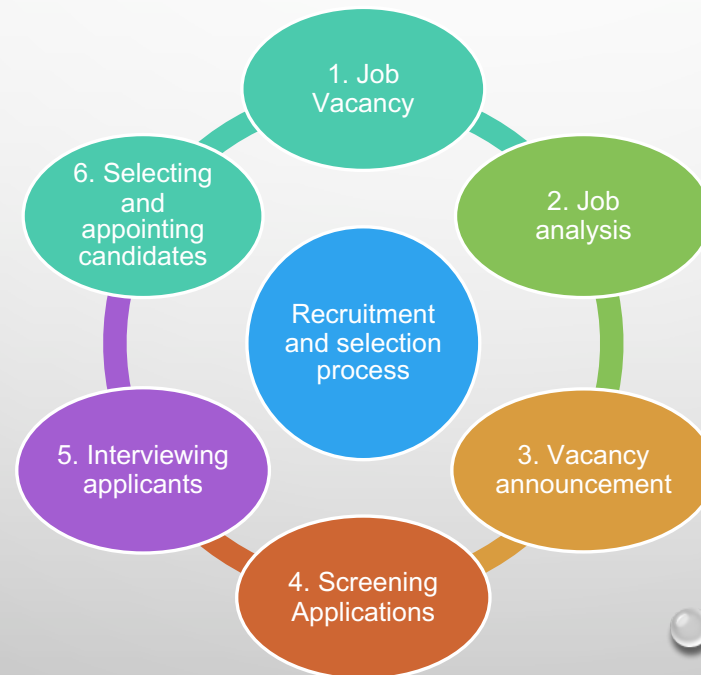 1. Job
Vacancy
2. Job
analysis
3. Vacancy
announcement
4. Screening
Applications
5. Interviewing
applicants
6. Selecting
and
appointing
candidates
Recruitment
and selection
process